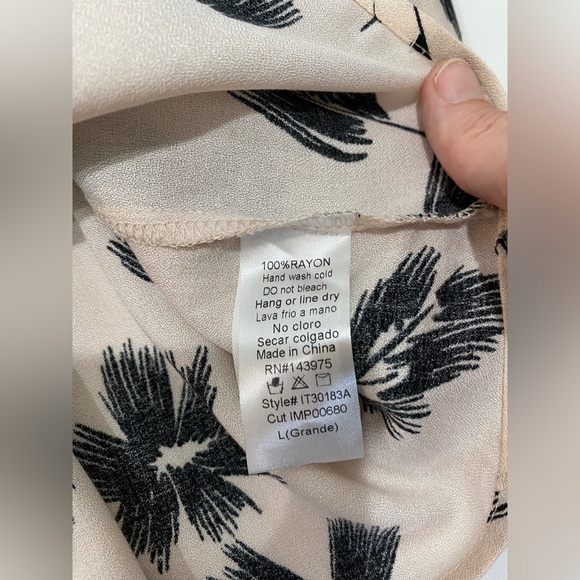 100%RAYON
Hand wash cold
DO not bleach
Hang or line dry
Lava frio a mano
No cloro
Secar colgado
Made in China
RN#143975
Style# IT30183A
Cut IMP00680
L(Grande)